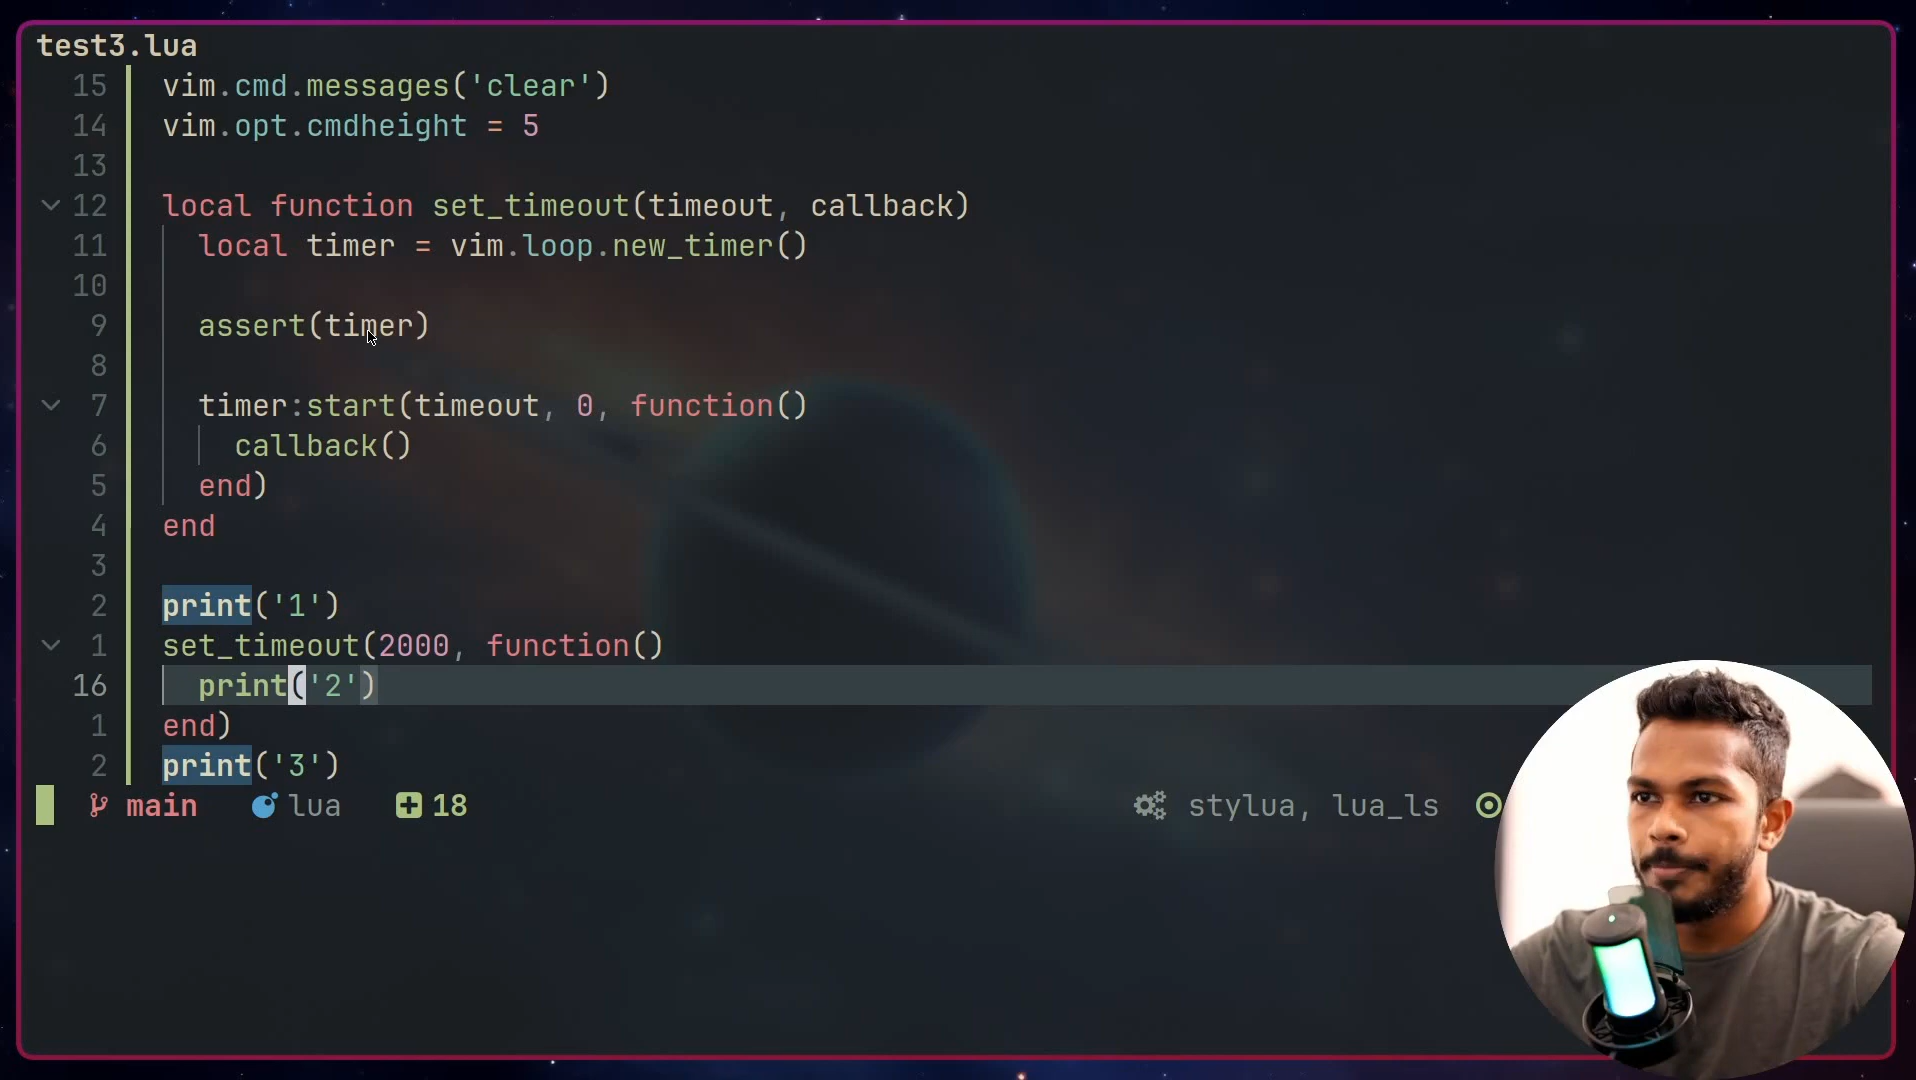 test3.lua
15 vim.cmd.messages('clear')
14 vim.opt.cmdheight = 5
13
12 local function set_timeout(timeout, callback)
11   local timer = vim.loop.new_timer()
10
9   assert(timer)
8
7   timer:start(timeout, 0, function()
6     callback()
5   end)
4 end
3
2 print('1')
1 set_timeout(2000, function()
16   print('2')
1 end)
2 print('3')
main lua 18 stylua, lua_ls